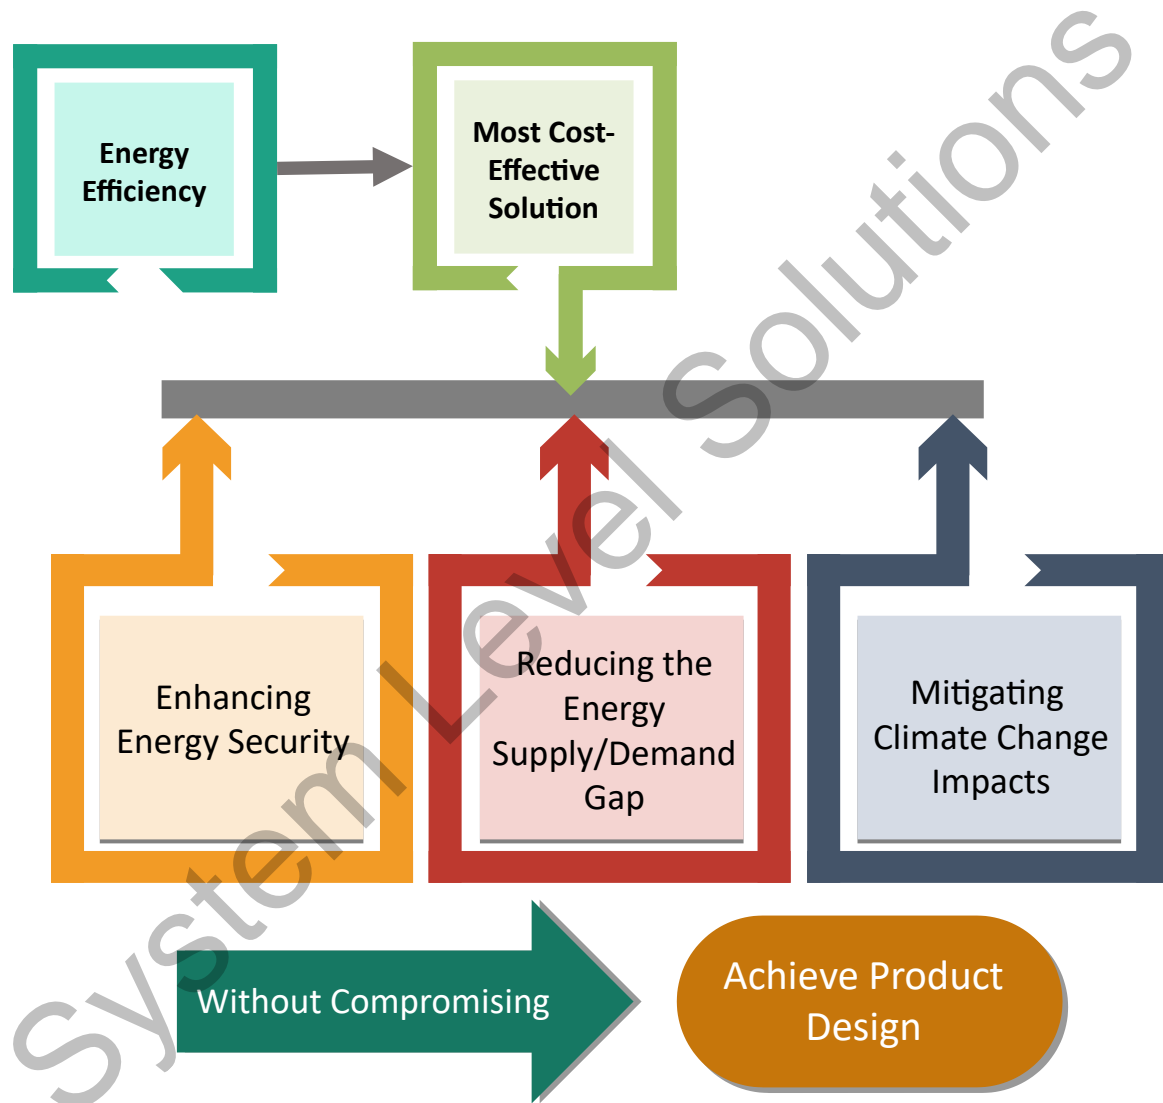 Energy
Efficiency
Most Cost-
Effective
Solution
Enhancing
Energy Security
Reducing the
Energy
Supply/Demand
Gap
Mitigating
Climate Change
Impacts
Without Compromising
Achieve Product
Design
System Level Solutions